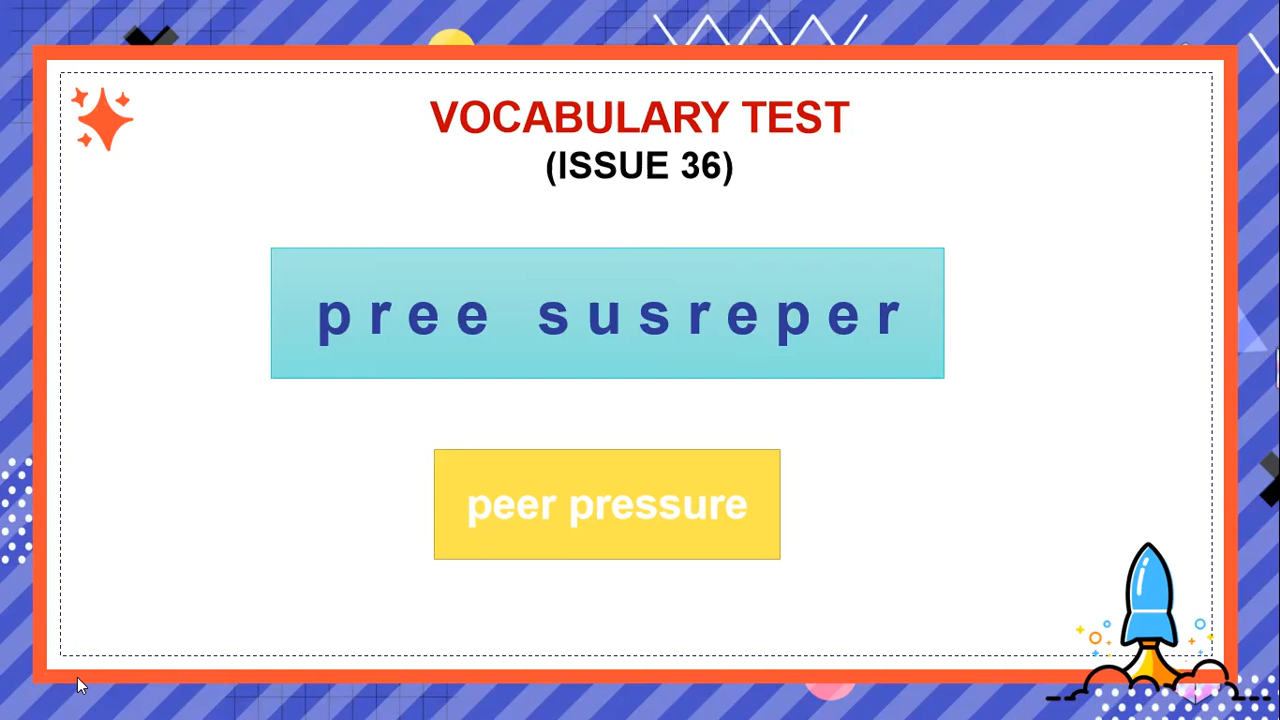 VOCABULARY TEST
(ISSUE 36)
p r e e s u s r e p e r
peer pressure